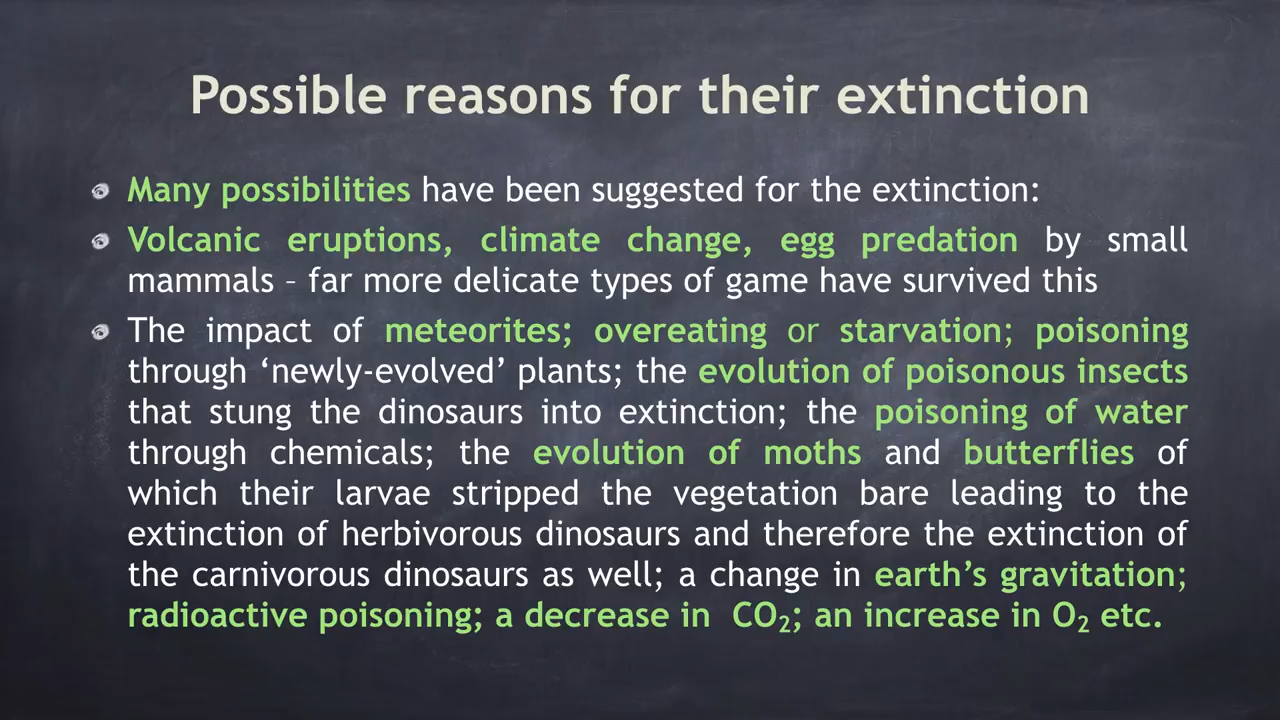 Possible reasons for their extinction
Many possibilities have been suggested for the extinction:
Volcanic eruptions, climate change, egg predation by small
mammals – far more delicate types of game have survived this
The impact of meteorites; overeating or starvation; poisoning
through ‘newly-evolved’ plants; the evolution of poisonous insects
that stung the dinosaurs into extinction; the poisoning of water
through chemicals; the evolution of moths and butterflies of
which their larvae stripped the vegetation bare leading to the
extinction of herbivorous dinosaurs and therefore the extinction of
the carnivorous dinosaurs as well; a change in earth’s gravitation;
radioactive poisoning; a decrease in CO₂; an increase in O₂ etc.